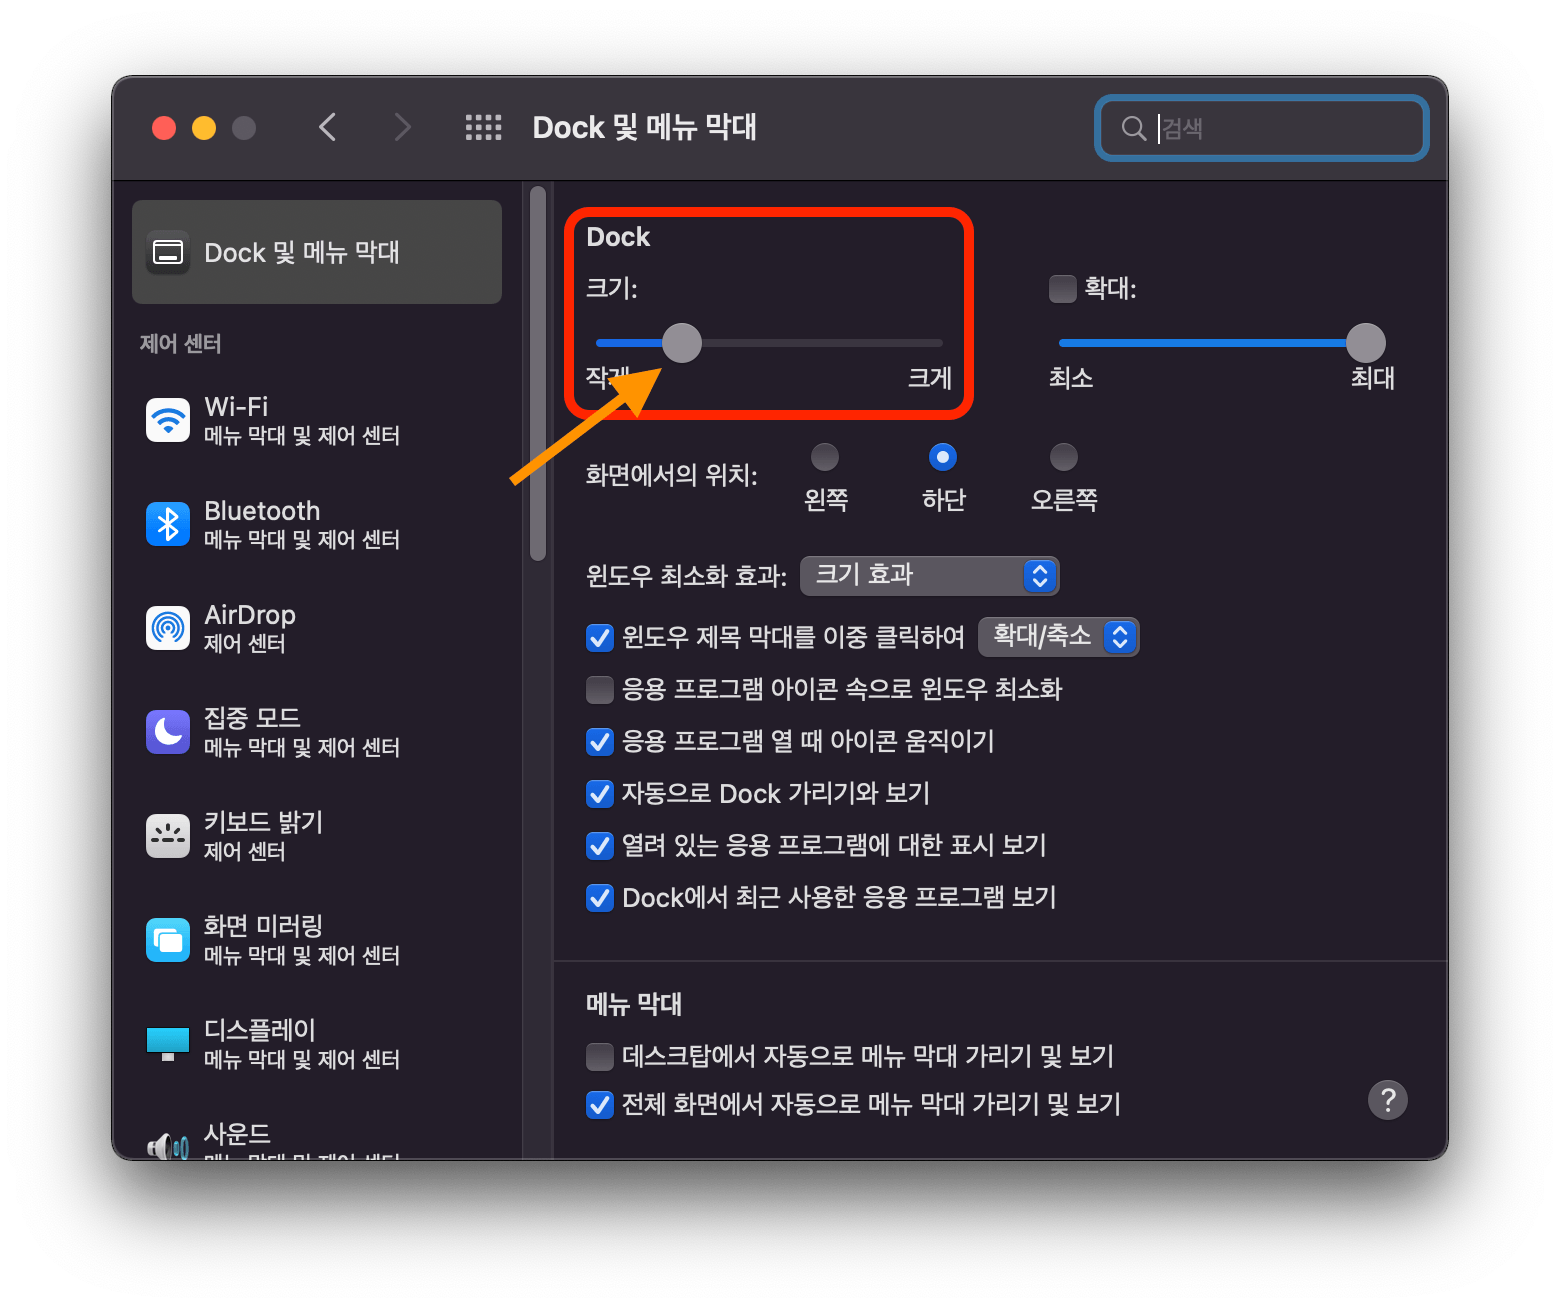 Dock 및 메뉴 막대
검색
Dock 및 메뉴 막대
제어 센터
Wi-Fi
메뉴 막대 및 제어 센터
Bluetooth
메뉴 막대 및 제어 센터
AirDrop
제어 센터
집중 모드
메뉴 막대 및 제어 센터
키보드 밝기
제어 센터
화면 미러링
메뉴 막대 및 제어 센터
디스플레이
메뉴 막대 및 제어 센터
사운드
메뉴 막대 및 제어 센터
Dock
크기:
작게 크게
확대:
최소 최대
화면에서의 위치: 왼쪽 하단 오른쪽
윈도우 최소화 효과: 크기 효과
윈도우 제목 막대를 이중 클릭하여 확대/축소
응용 프로그램 아이콘 속으로 윈도우 최소화
응용 프로그램 열 때 아이콘 움직이기
자동으로 Dock 가리기와 보기
열려 있는 응용 프로그램에 대한 표시 보기
Dock에서 최근 사용한 응용 프로그램 보기
메뉴 막대
데스크탑에서 자동으로 메뉴 막대 가리기 및 보기
전체 화면에서 자동으로 메뉴 막대 가리기 및 보기
?